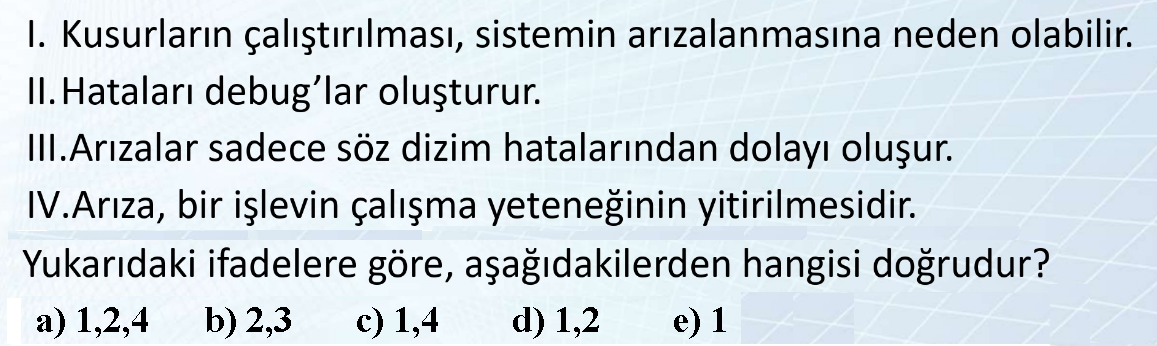 I. Kusurların çalıştırılması, sistemin arızalanmasına neden olabilir.
II.Hataları debug’lar oluşturur.
III.Arızalar sadece söz dizim hatalarından dolayı oluşur.
IV.Arıza, bir işlevin çalışma yeteneğinin yitirilmesidir.
Yukarıdaki ifadelere göre, aşağıdakilerden hangisi doğrudur?
a) 1,2,4 b) 2,3 c) 1,4 d) 1,2 e) 1